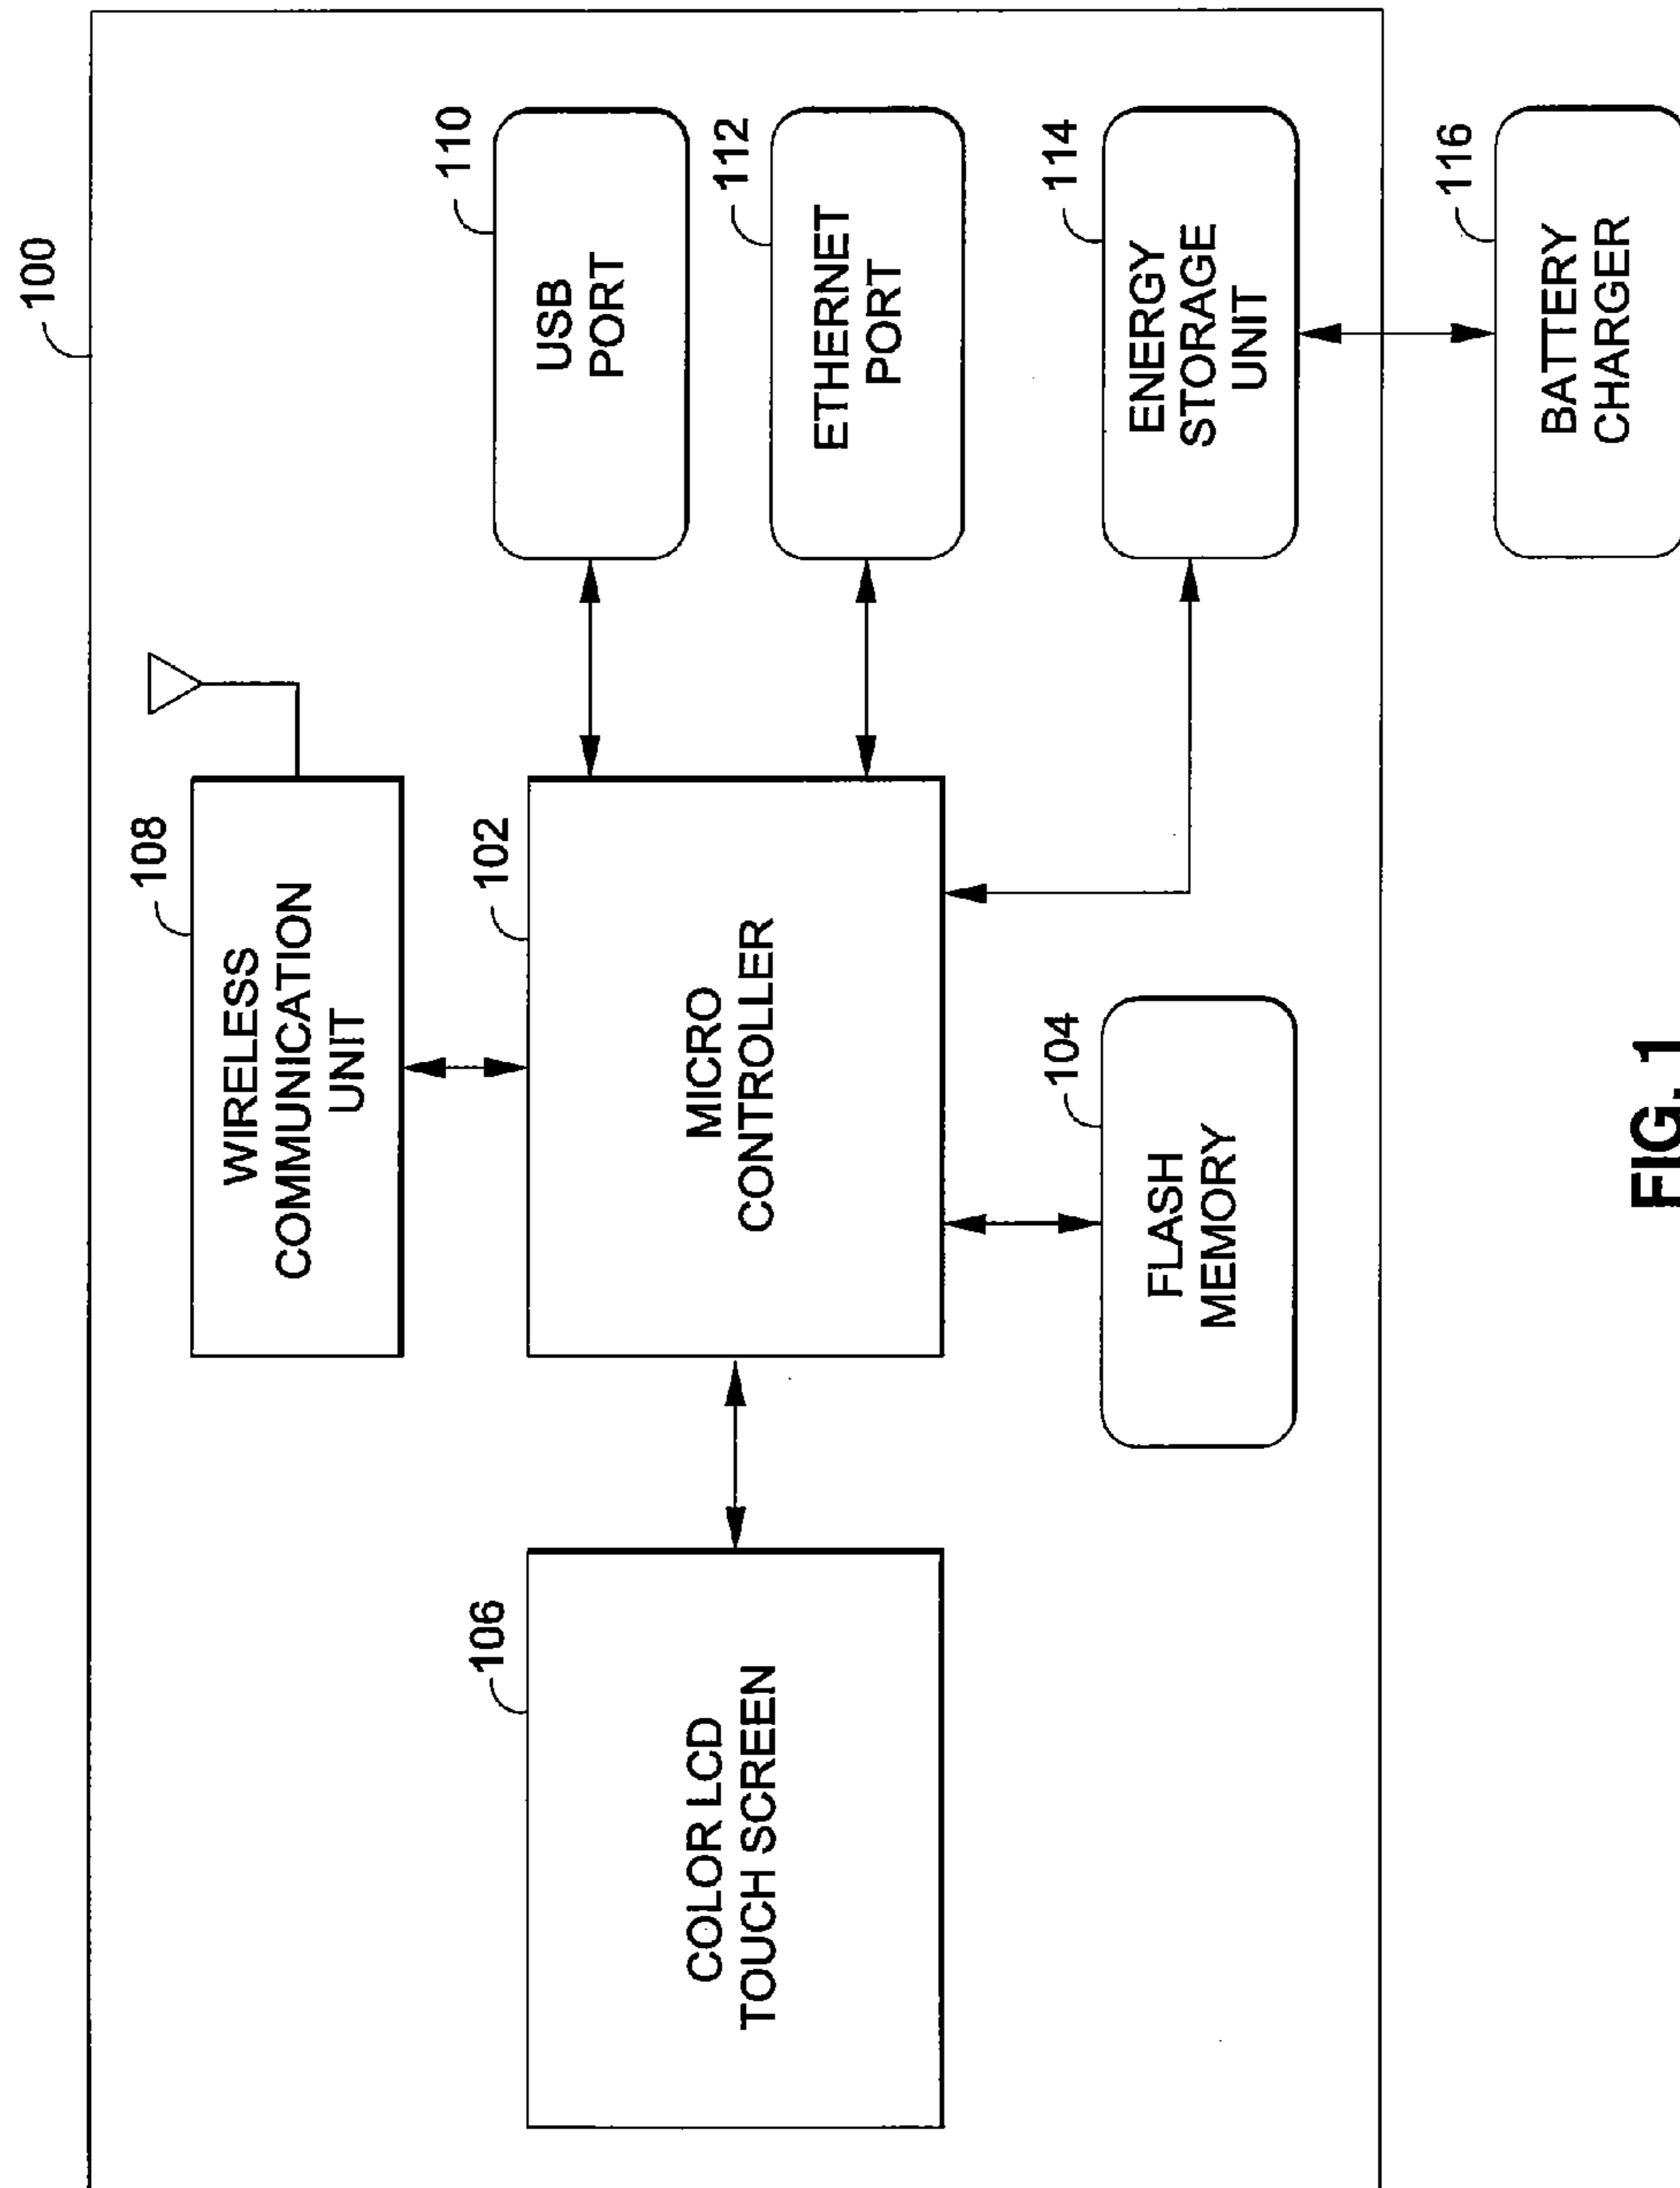 100
108
WIRELESS
COMMUNICATION
UNIT
110
USB
PORT
106
COLOR LCD
TOUCH SCREEN
102
MICRO
CONTROLLER
112
ETHERNET
PORT
104
FLASH
MEMORY
114
ENERGY
STORAGE
UNIT
116
BATTERY
CHARGER
FIG. 1